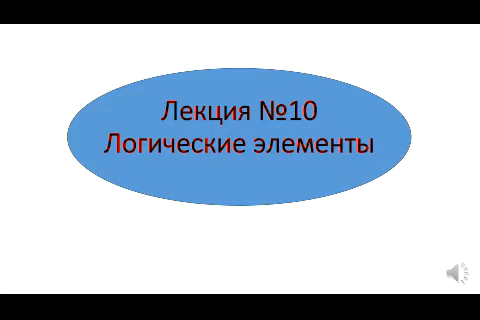 Лекция №10
Логические элементы